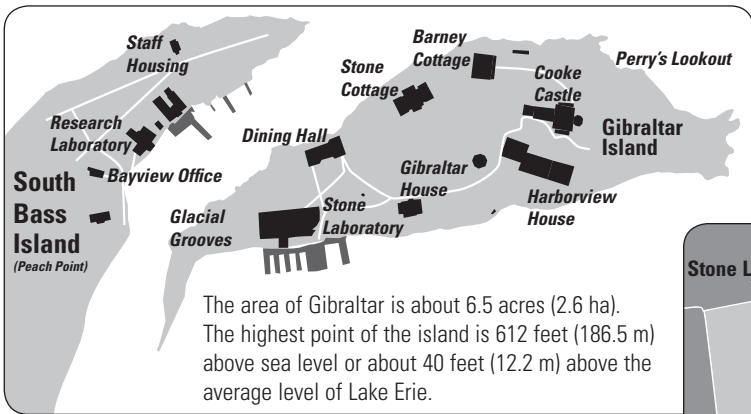 Staff
Housing
Research
Laboratory
Bayview Office
South
Bass
Island
(Peach Point)
Barney
Cottage
Perry's Lookout
Stone
Cottage
Cooke
Castle
Dining Hall
Gibraltar
Island
Gibraltar
House
Harborview
House
Glacial
Grooves
Stone
Laboratory
Stone L
The area of Gibraltar is about 6.5 acres (2.6 ha).
The highest point of the island is 612 feet (186.5 m)
above sea level or about 40 feet (12.2 m) above the
average level of Lake Erie.